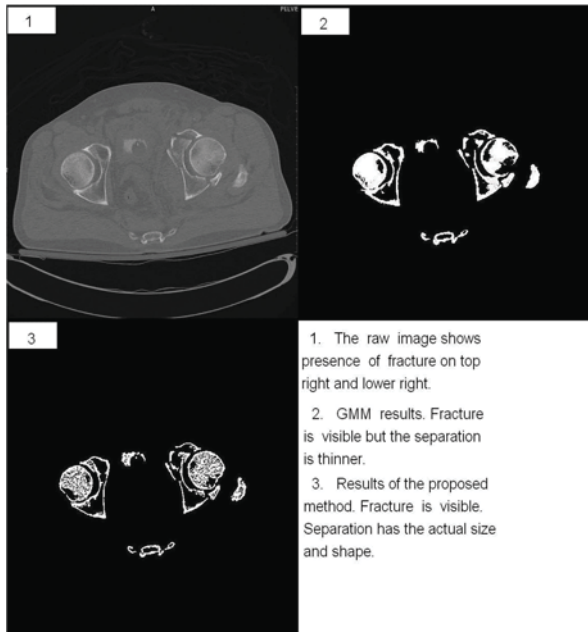 1
A
PELVI
2
3
1. The raw image shows
presence of fracture on top
right and lower right.
2. GMM results. Fracture
is visible but the separation
is thinner.
3. Results of the proposed
method. Fracture is visible.
Separation has the actual size
and shape.